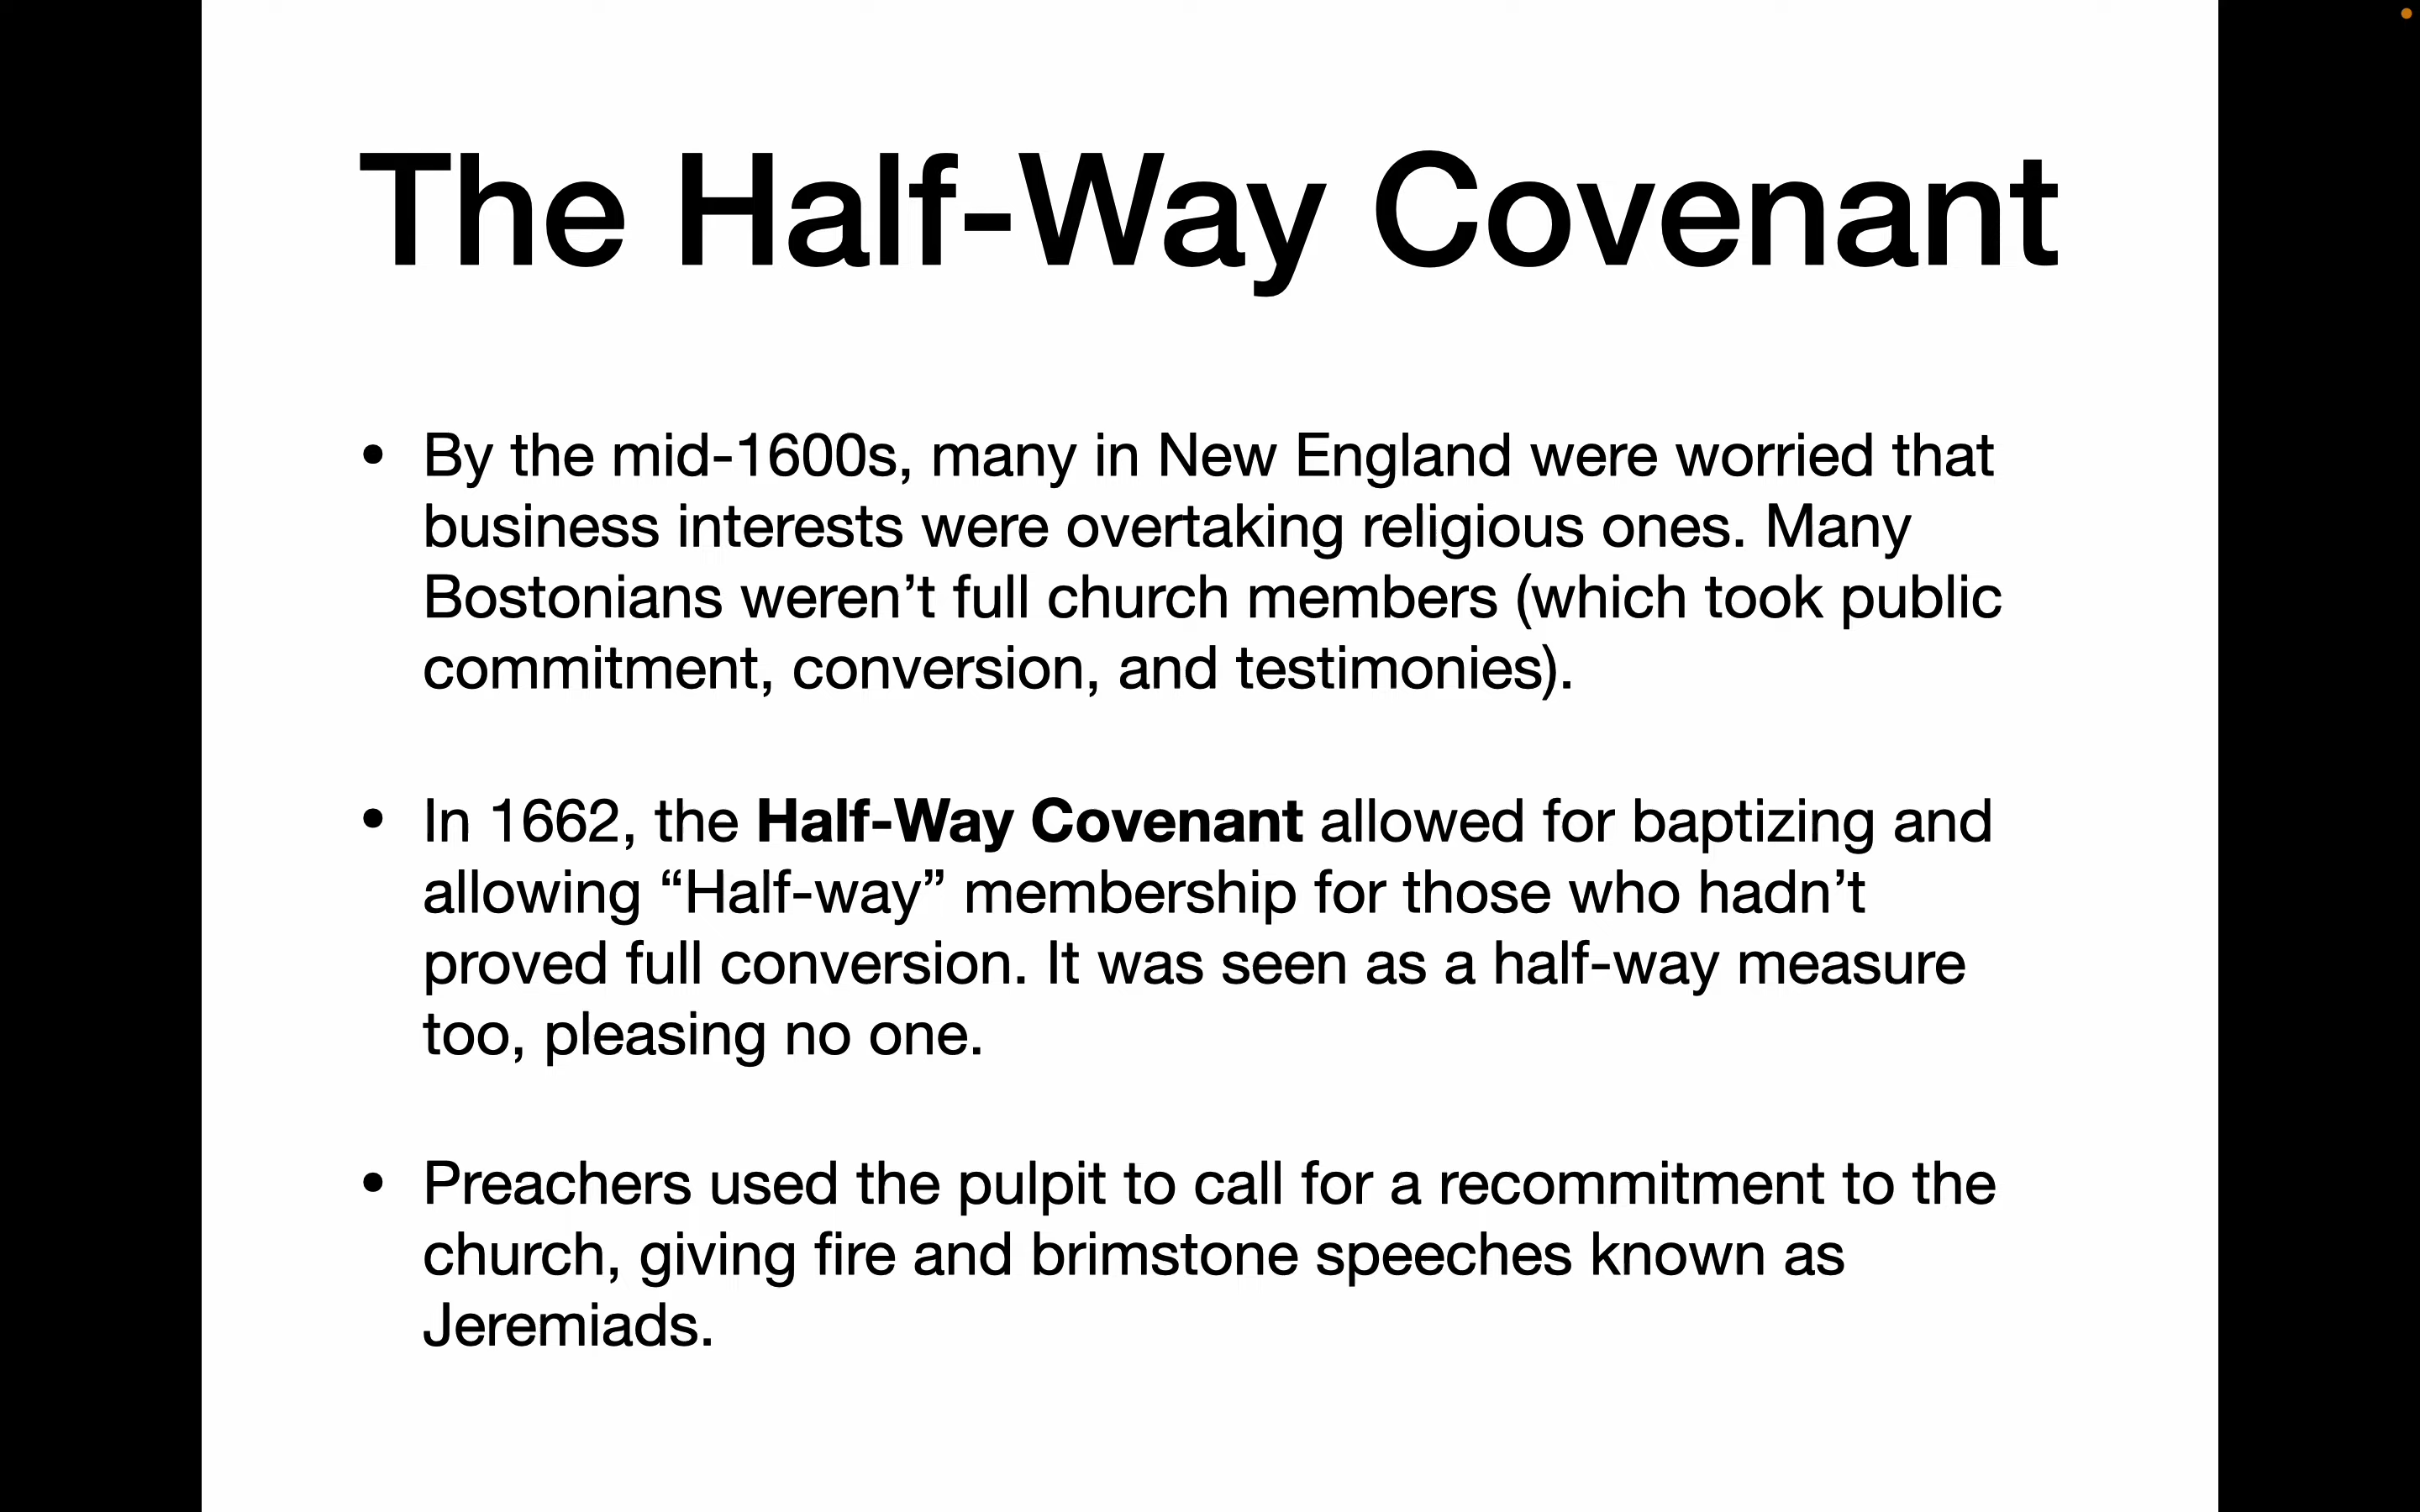 The Half-Way Covenant
• By the mid-1600s, many in New England were worried that
business interests were overtaking religious ones. Many
Bostonians weren’t full church members (which took public
commitment, conversion, and testimonies).
• In 1662, the Half-Way Covenant allowed for baptizing and
allowing “Half-way” membership for those who hadn’t
proved full conversion. It was seen as a half-way measure
too, pleasing no one.
• Preachers used the pulpit to call for a recommitment to the
church, giving fire and brimstone speeches known as
Jeremiads.